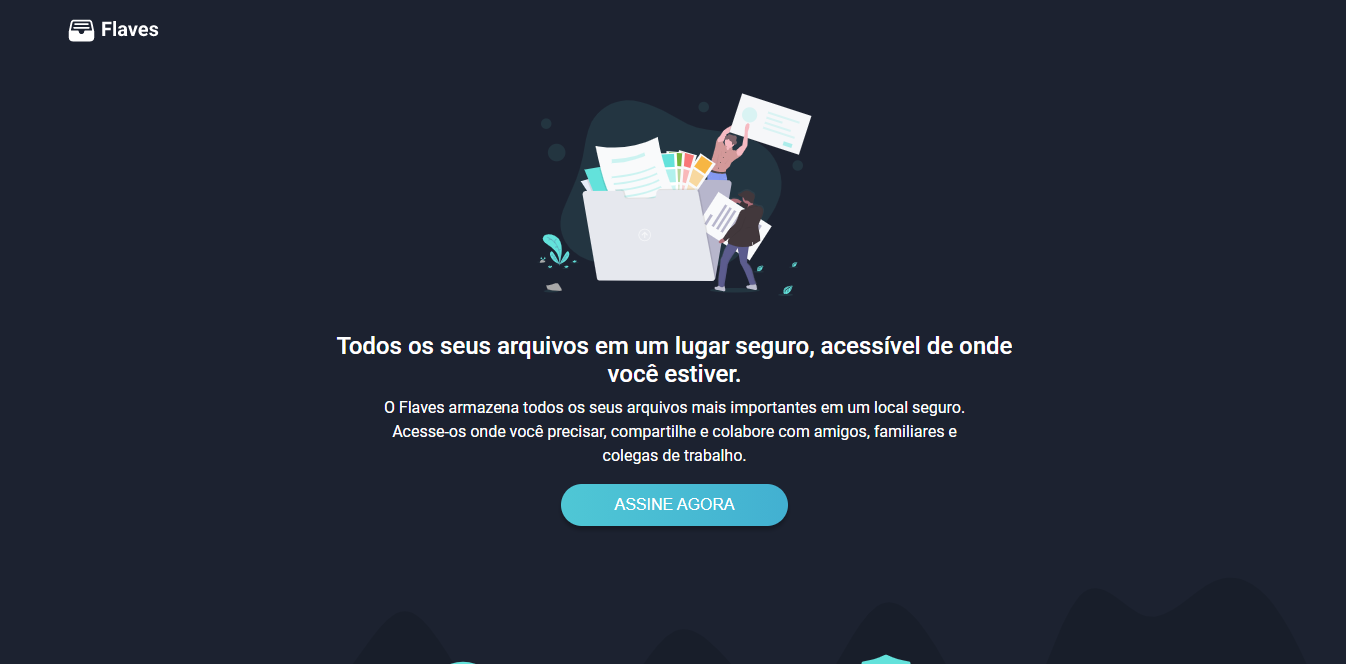 Flaves
Todos os seus arquivos em um lugar seguro, acessível de onde
você estiver.
O Flaves armazena todos os seus arquivos mais importantes em um local seguro.
Acesse-os onde você precisar, compartilhe e colabore com amigos, familiares e
colegas de trabalho.
ASSINE AGORA